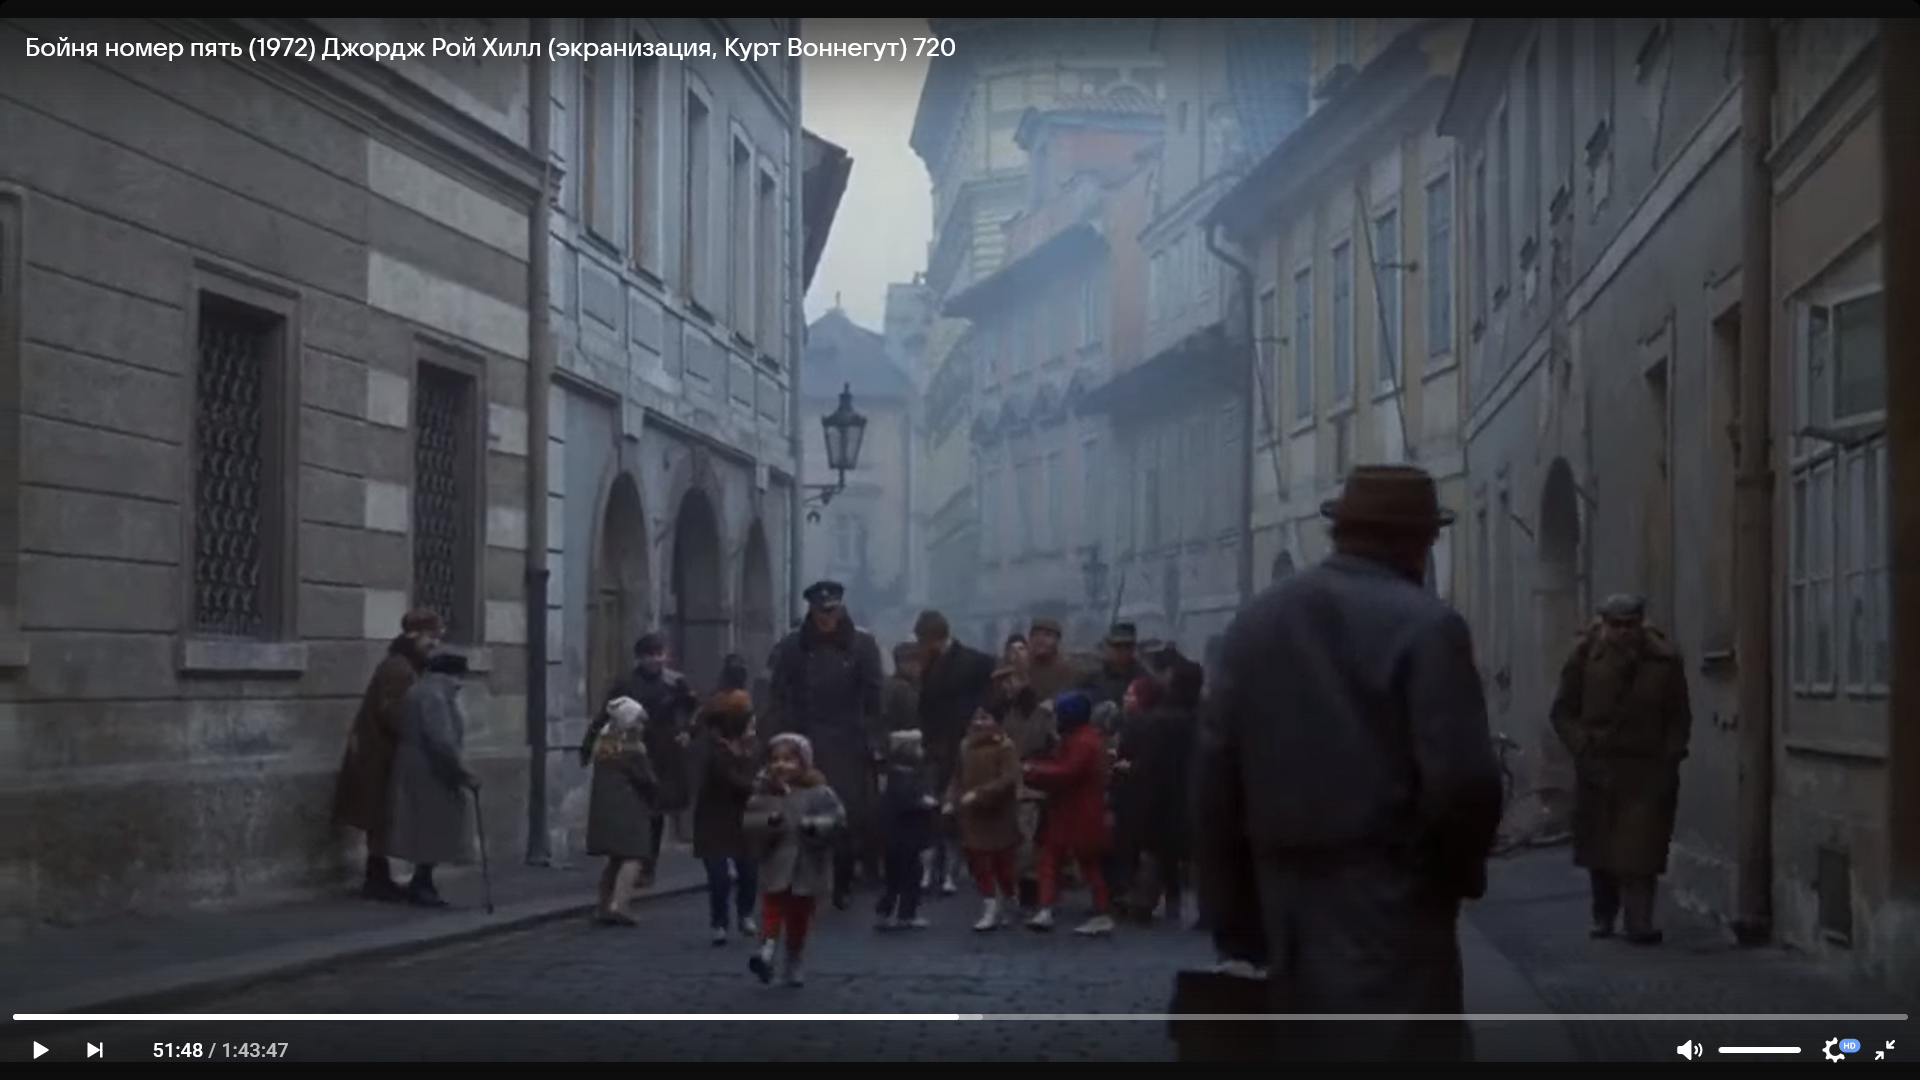 Бойня номер пять (1972) Джордж Рой Хилл (экранизация, Курт Воннегут) 720
51:48 / 1:43:47
HD